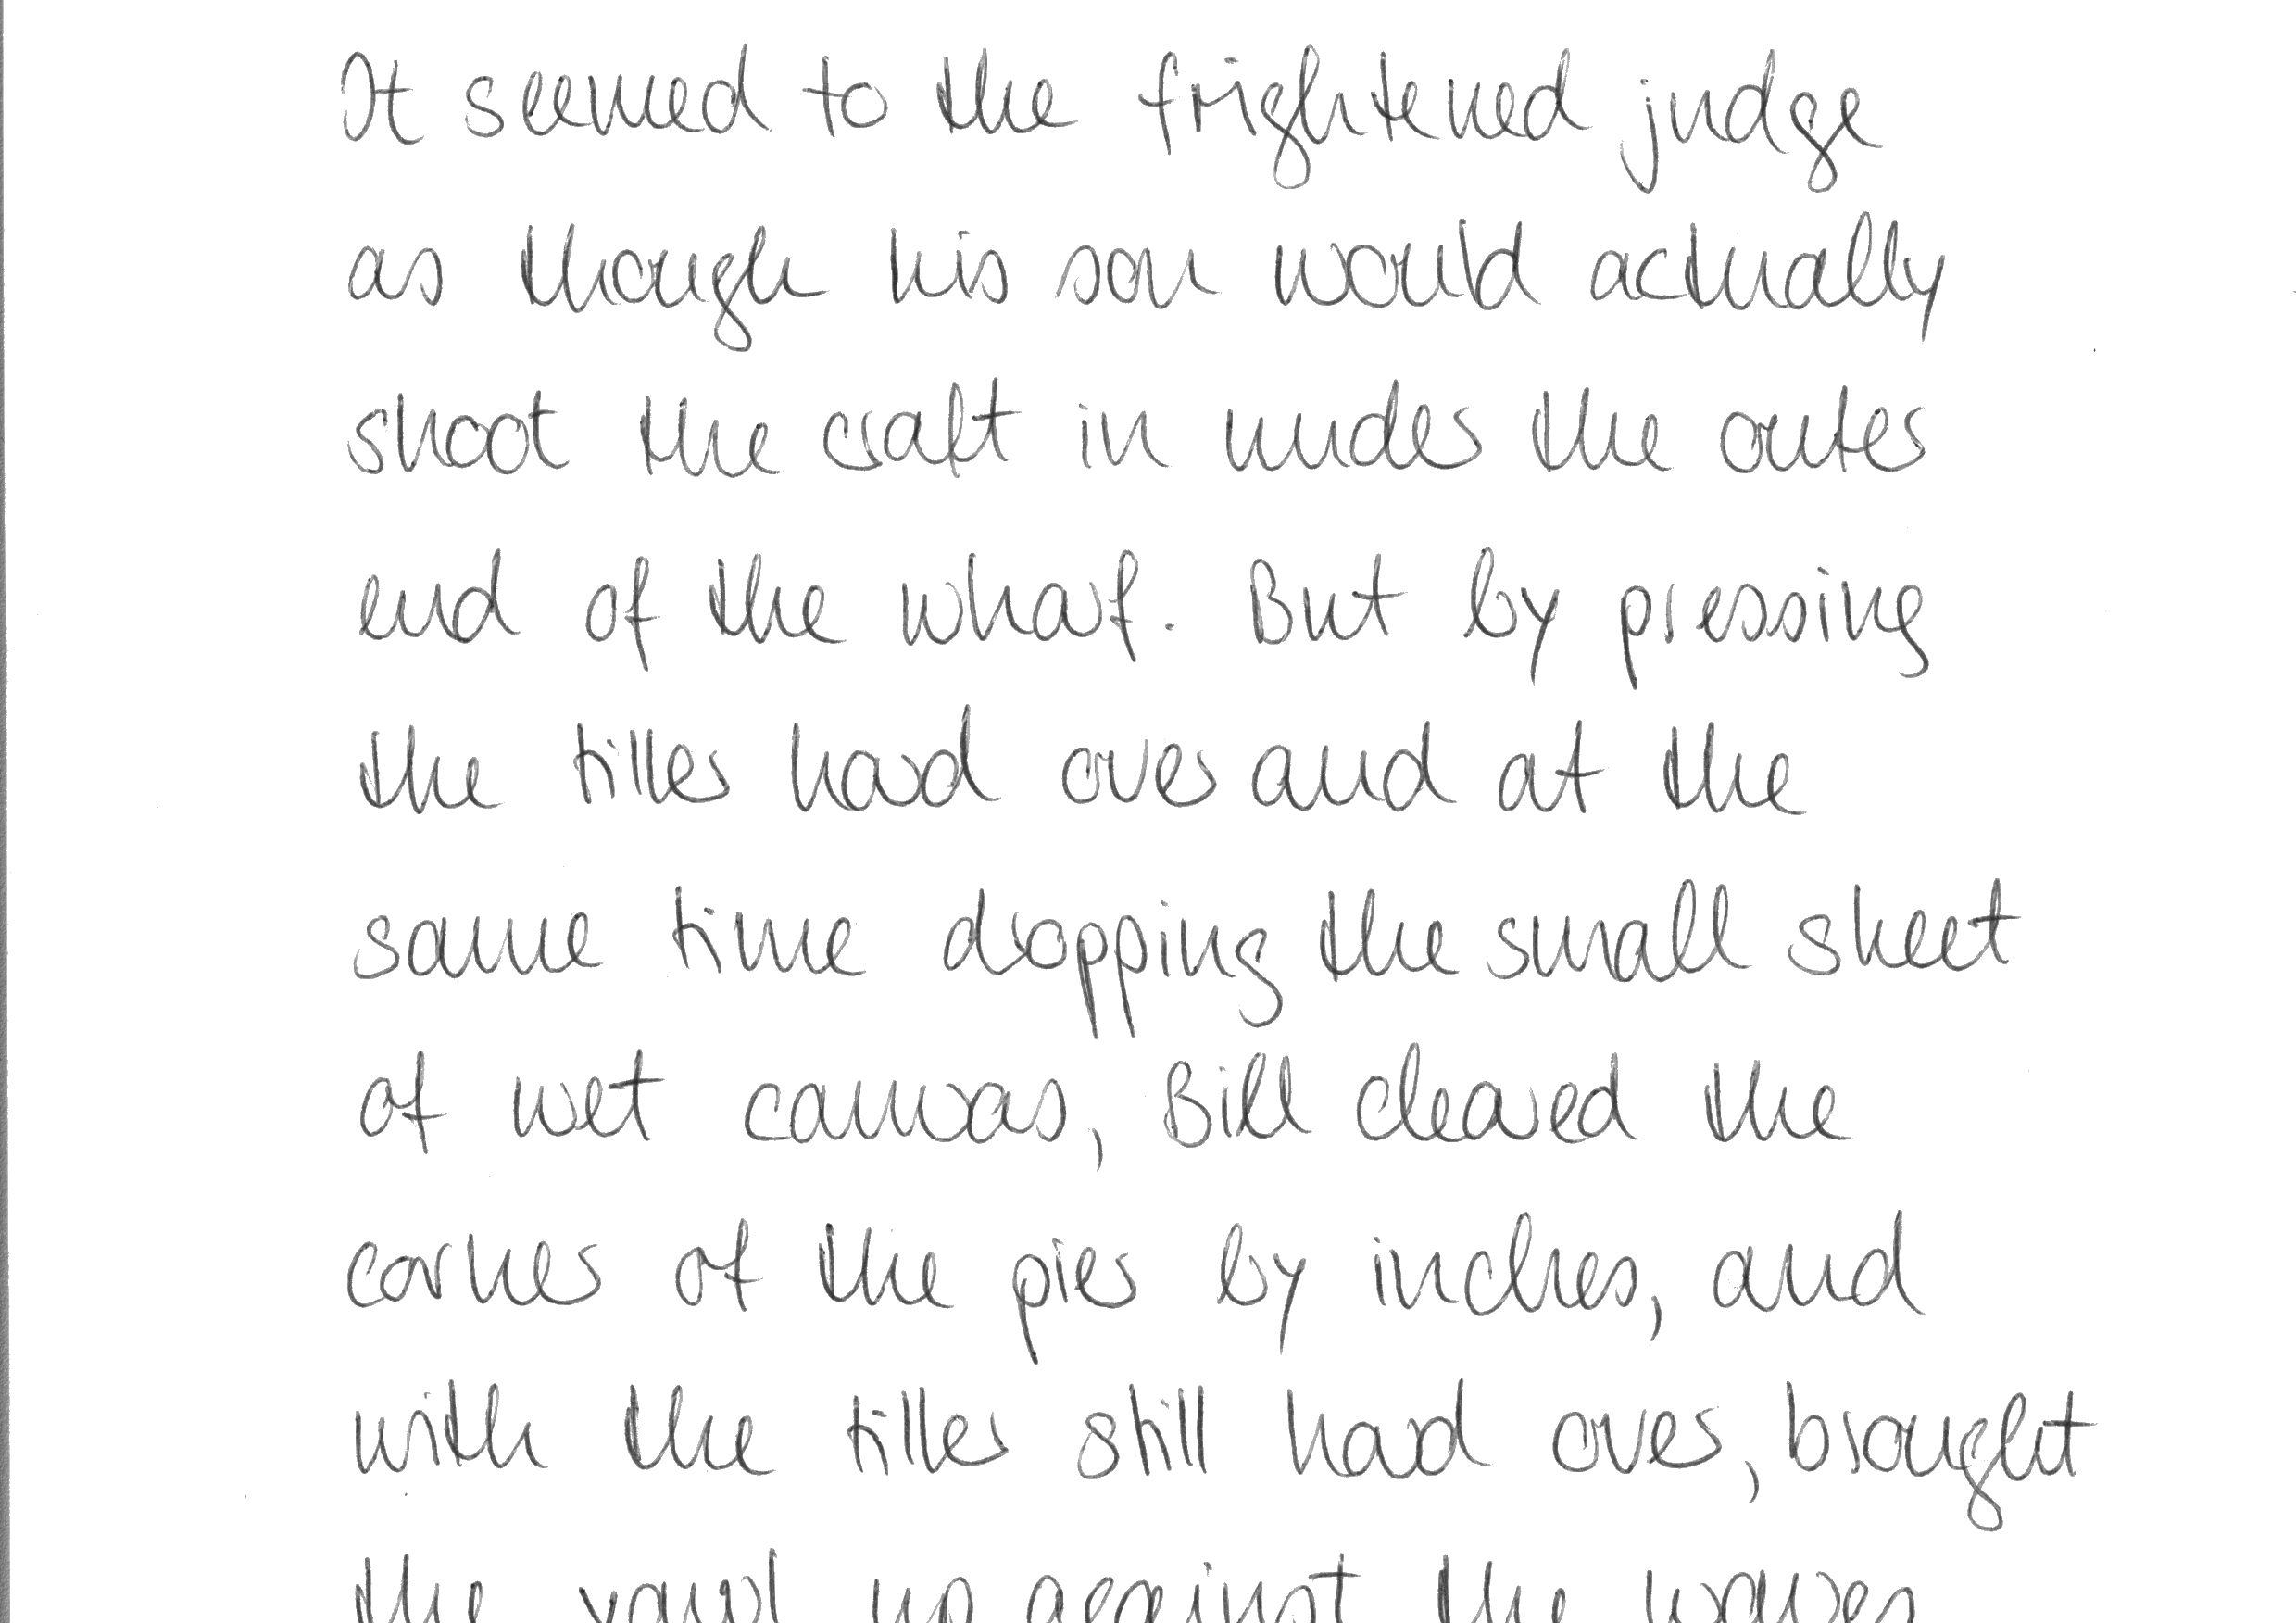 It seemed to the frightened judge
as though his son would actually
shoot the craft in under the outer
end of the wharf. But by pressing
the tiller hard over and at the
same time dropping the small sheet
of wet canvas, Bill cleared the
corner of the pier by inches, and
with the tiller still hard over, brought
the yawl up against the waves